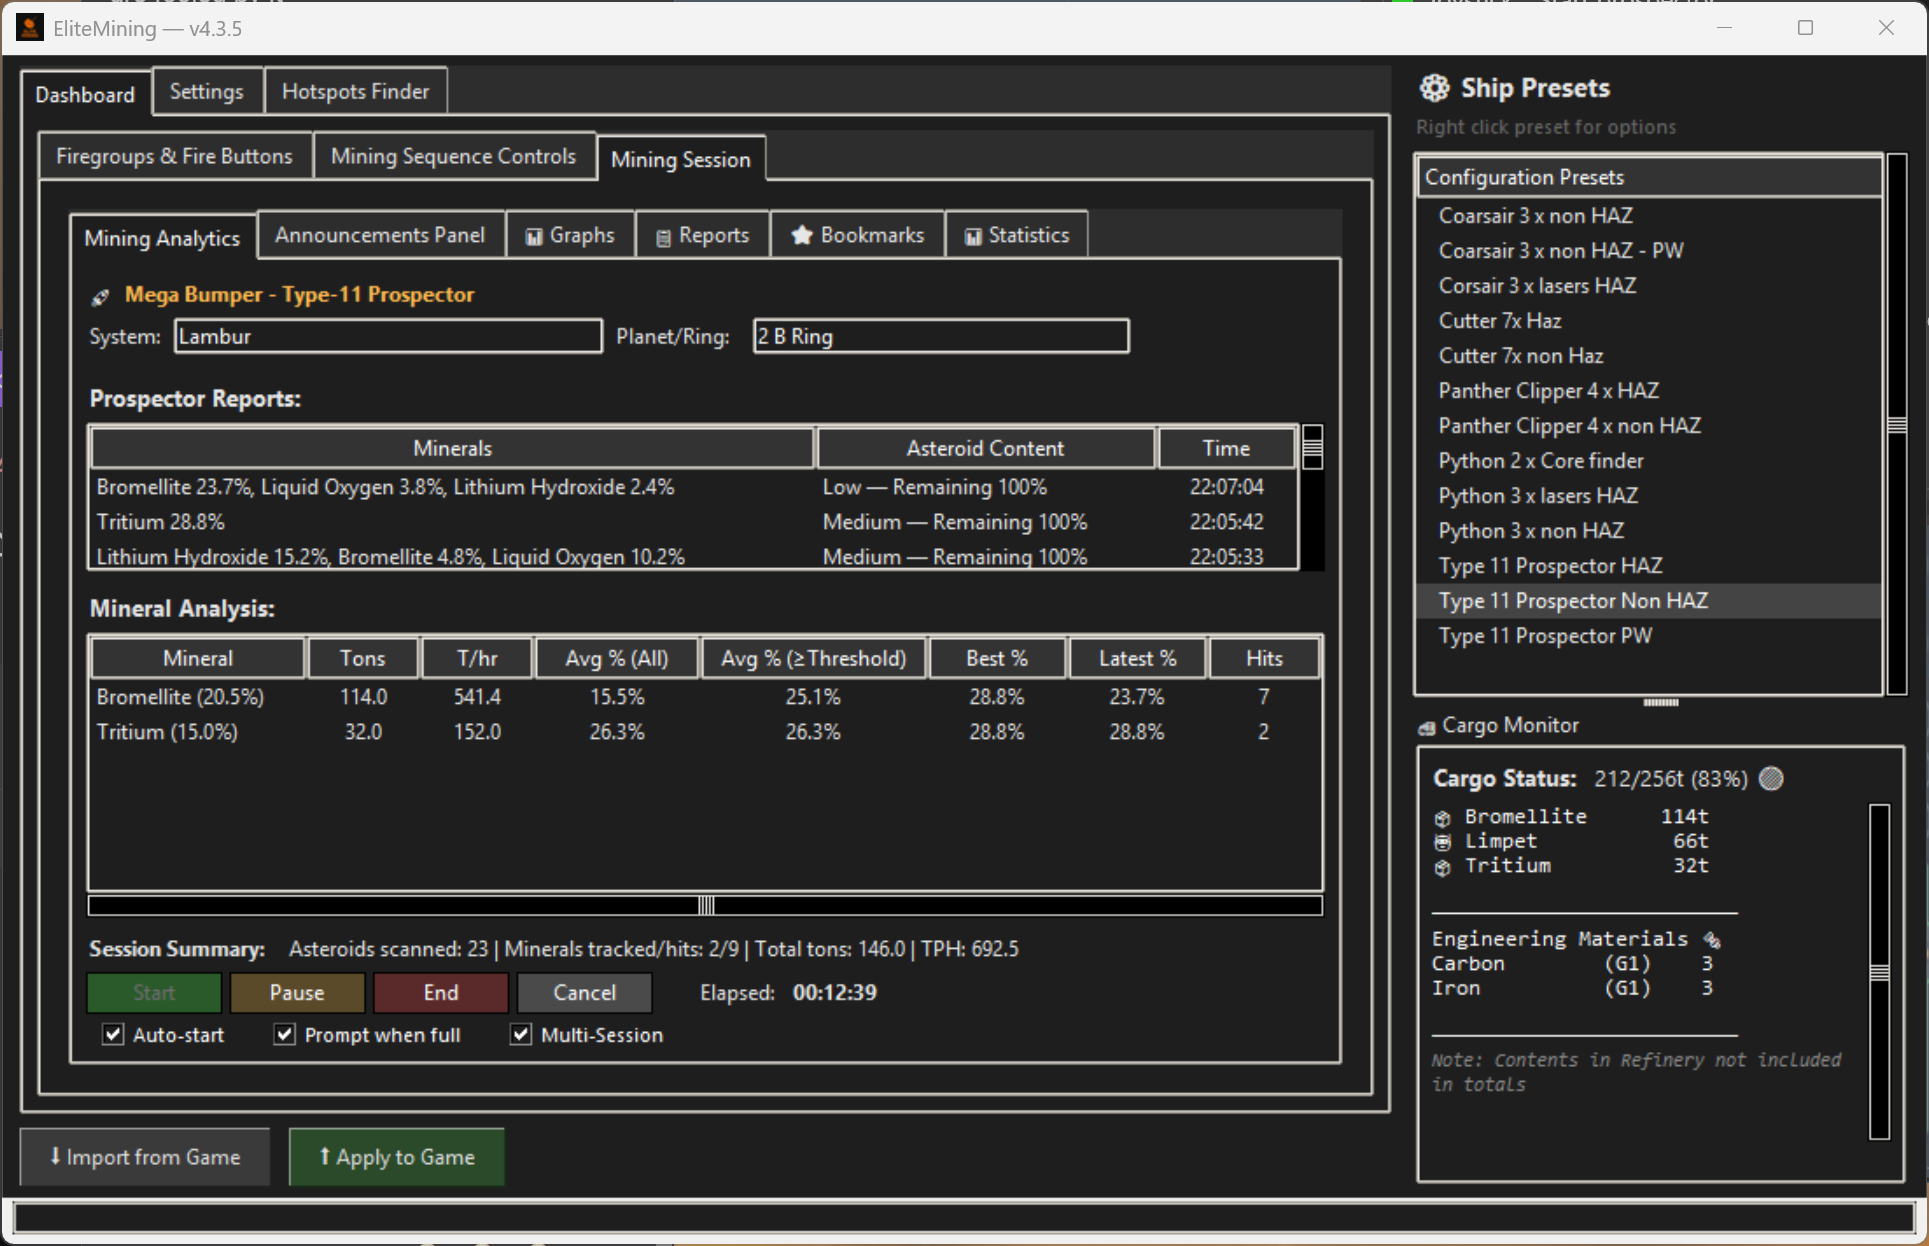 EliteMining — v4.3.5
Dashboard Settings Hotspots Finder
Firegroups & Fire Buttons Mining Sequence Controls Mining Session
Mining Analytics Announcements Panel Graphs Reports Bookmarks Statistics
Mega Bumper - Type-11 Prospector
System: Lambur Planet/Ring: 2 B Ring
Prospector Reports:
Minerals Asteroid Content Time
Bromellite 23.7%, Liquid Oxygen 3.8%, Lithium Hydroxide 2.4% Low — Remaining 100% 22:07:04
Tritium 28.8% Medium — Remaining 100% 22:05:42
Lithium Hydroxide 15.2%, Bromellite 4.8%, Liquid Oxygen 10.2% Medium — Remaining 100% 22:05:33
Mineral Analysis:
Mineral Tons T/hr Avg % (All) Avg % (≥Threshold) Best % Latest % Hits
Bromellite (20.5%) 114.0 541.4 15.5% 25.1% 28.8% 23.7% 7
Tritium (15.0%) 32.0 152.0 26.3% 26.3% 28.8% 28.8% 2
Session Summary: Asteroids scanned: 23 | Minerals tracked/hits: 2/9 | Total tons: 146.0 | TPH: 692.5
Start Pause End Cancel Elapsed: 00:12:39
Auto-start Prompt when full Multi-Session
Import from Game Apply to Game
Ship Presets
Right click preset for options
Configuration Presets
Coarsair 3 x non HAZ
Coarsair 3 x non HAZ - PW
Corsair 3 x lasers HAZ
Cutter 7x Haz
Cutter 7x non Haz
Panther Clipper 4 x HAZ
Panther Clipper 4 x non HAZ
Python 2 x Core finder
Python 3 x lasers HAZ
Python 3 x non HAZ
Type 11 Prospector HAZ
Type 11 Prospector Non HAZ
Type 11 Prospector PW
Cargo Monitor
Cargo Status: 212/256t (83%)
Bromellite 114t
Limpet 66t
Tritium 32t
Engineering Materials
Carbon (G1) 3
Iron (G1) 3
Note: Contents in Refinery not included
in totals